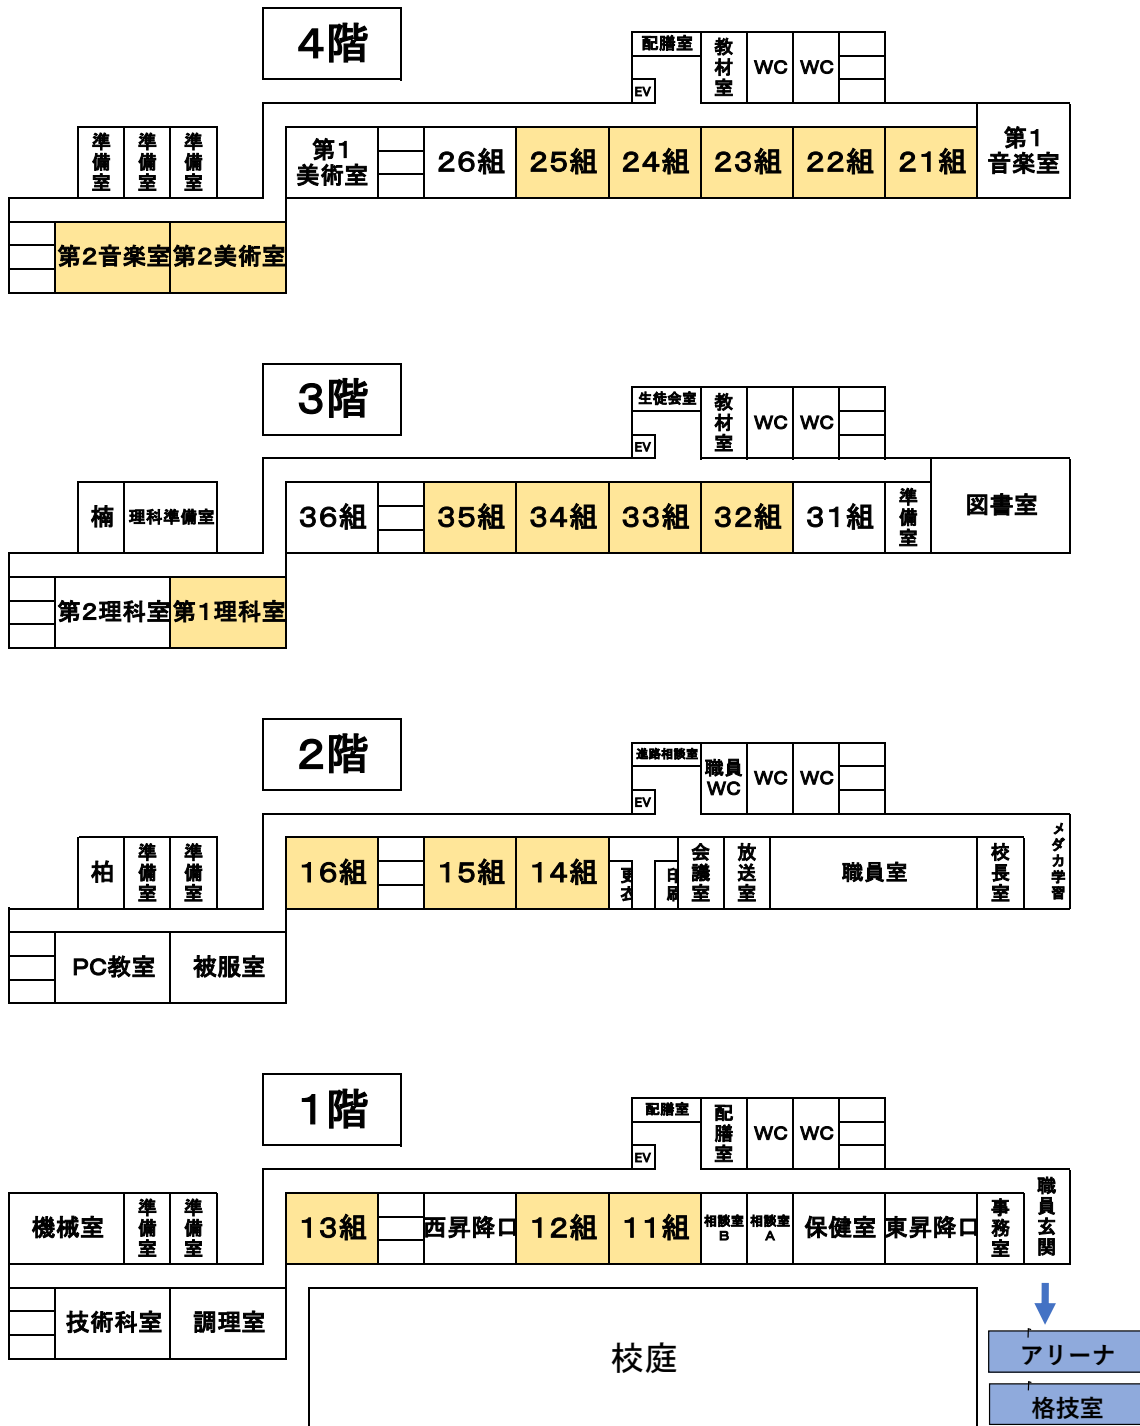 4階
配膳室
教材室
WC
WC
EV
準備室
準備室
準備室
第1
美術室
26組
25組
24組
23組
22組
21組
第1
音楽室
第2音楽室
第2美術室
3階
生徒会室
教材室
WC
WC
EV
楠
理科準備室
36組
35組
34組
33組
32組
31組
準備室
図書室
第2理科室
第1理科室
2階
進路相談室
職員
WC
WC
WC
EV
柏
準備室
準備室
16組
15組
14組
更衣
印刷
会議室
放送室
職員室
校長室
メダカ学習
PC教室
被服室
1階
配膳室
配膳室
WC
WC
EV
機械室
準備室
準備室
13組
西昇降口
12組
11組
相談室
B
相談室
A
保健室
東昇降口
事務室
職員玄関
技術科室
調理室
校庭
アリーナ
格技室